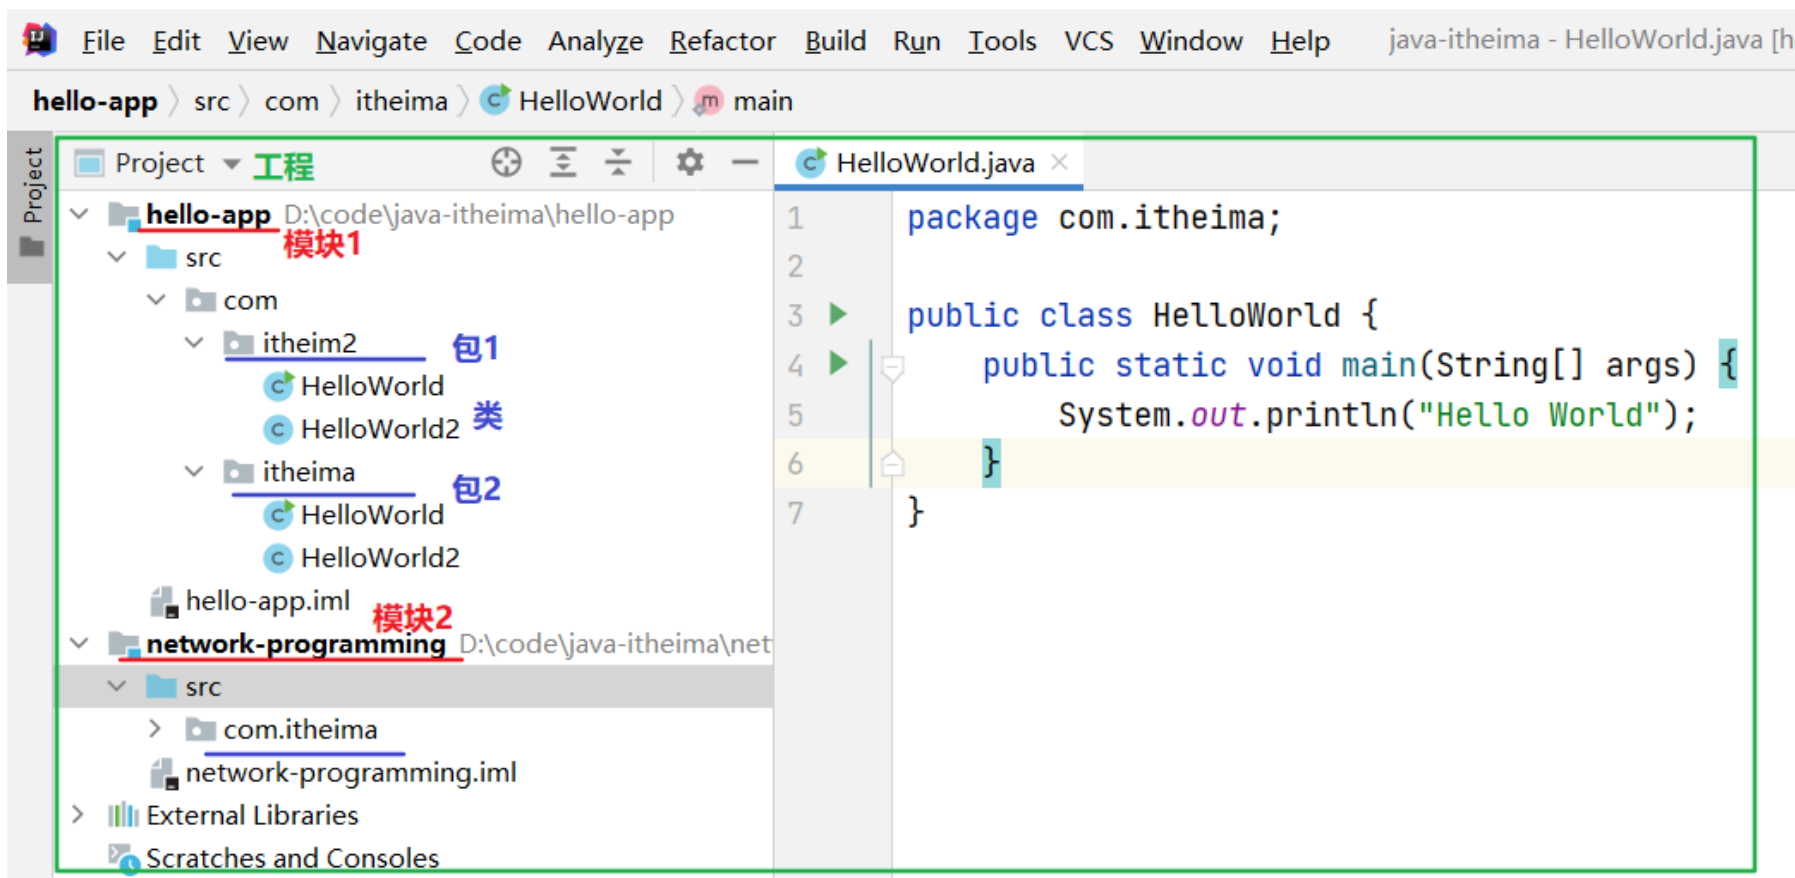 File Edit View Navigate Code Analyze Refactor Build Run Tools VCS Window Help java-itheima - HelloWorld.java [h
hello-app src com itheima HelloWorld main
Project
Project 工程
hello-app D:\code\java-itheima\hello-app
模块1
src
com
itheim2 包1
HelloWorld
HelloWorld2 类
itheima 包2
HelloWorld
HelloWorld2
hello-app.iml
模块2
network-programming D:\code\java-itheima\net
src
com.itheima
network-programming.iml
External Libraries
Scratches and Consoles
HelloWorld.java
1 package com.itheima;
2
3 public class HelloWorld {
4 public static void main(String[] args) {
5 System.out.println("Hello World");
6 }
7 }